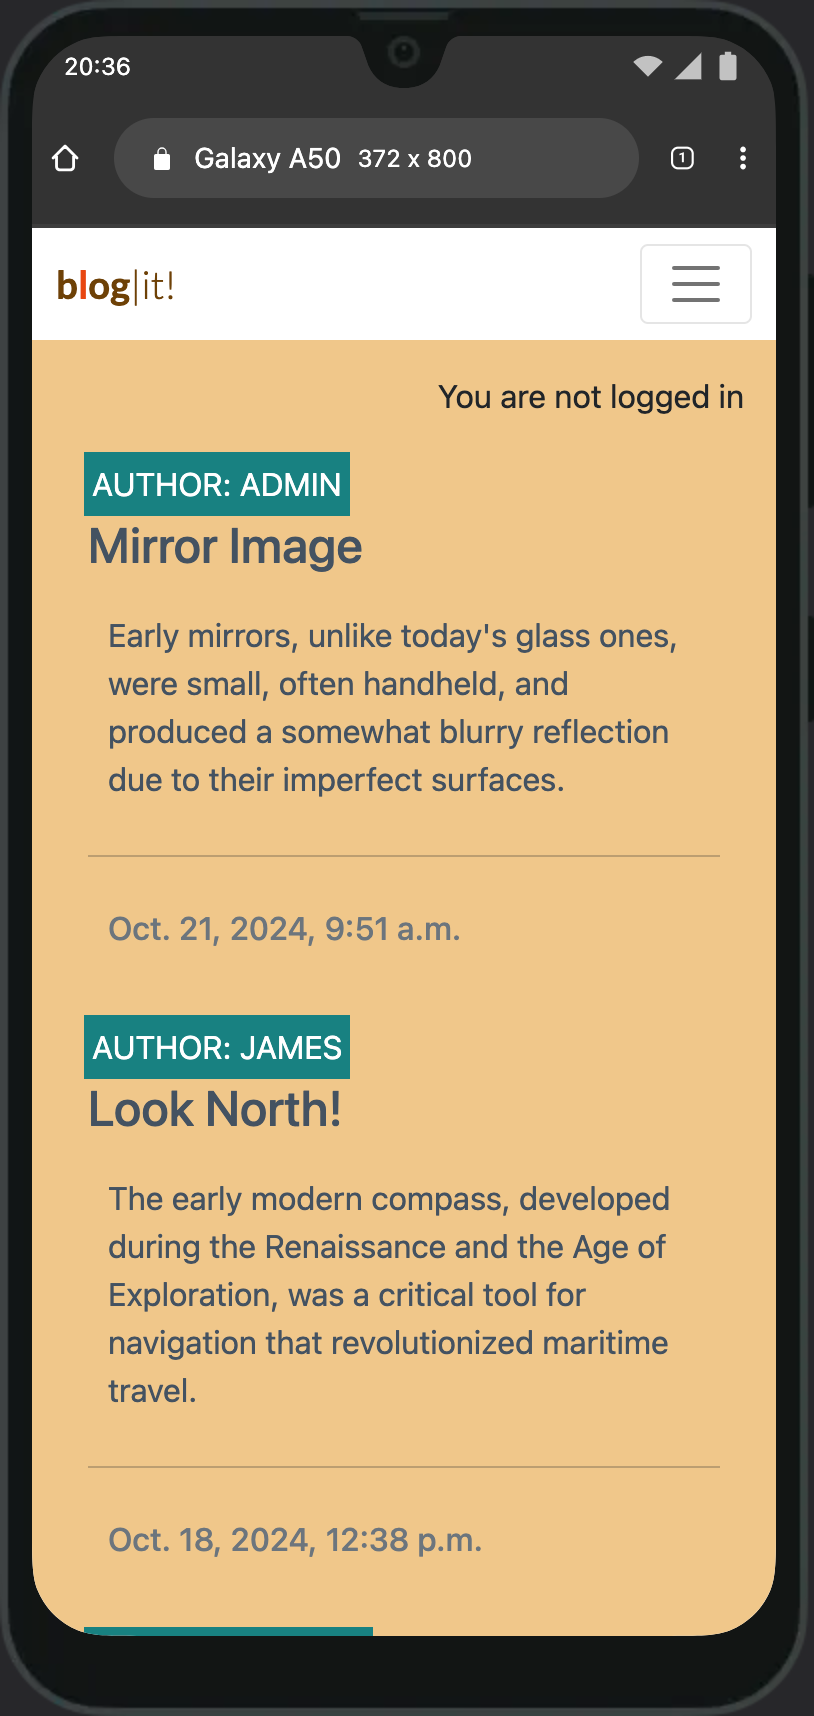 20:36
Galaxy A50 372 x 800
1
blog|it!
You are not logged in
AUTHOR: ADMIN
Mirror Image
Early mirrors, unlike today's glass ones,
were small, often handheld, and
produced a somewhat blurry reflection
due to their imperfect surfaces.
Oct. 21, 2024, 9:51 a.m.
AUTHOR: JAMES
Look North!
The early modern compass, developed
during the Renaissance and the Age of
Exploration, was a critical tool for
navigation that revolutionized maritime
travel.
Oct. 18, 2024, 12:38 p.m.